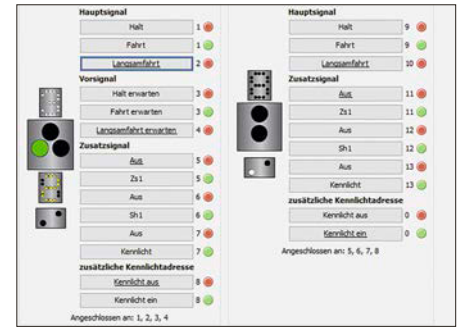 Hauptsignal
Halt 1
Fahrt 1
Langsamfahrt 2
Vorsignal
Halt erwarten 3
Fahrt erwarten 3
Langsamfahrt erwarten 4
Zusatzsignal
Aus 5
Zs1 5
Aus 6
Sh1 6
Aus 7
Kennlicht 7
zusätzliche Kennlichtadresse
Kennlicht aus 8
Kennlicht ein 8
Angeschlossen an: 1, 2, 3, 4
Hauptsignal
Halt 9
Fahrt 9
Langsamfahrt 10
Zusatzsignal
Aus 11
Zs1 11
Aus 12
Sh1 12
Aus 13
Kennlicht 13
zusätzliche Kennlichtadresse
Kennlicht aus 0
Kennlicht ein 0
Angeschlossen an: 5, 6, 7, 8